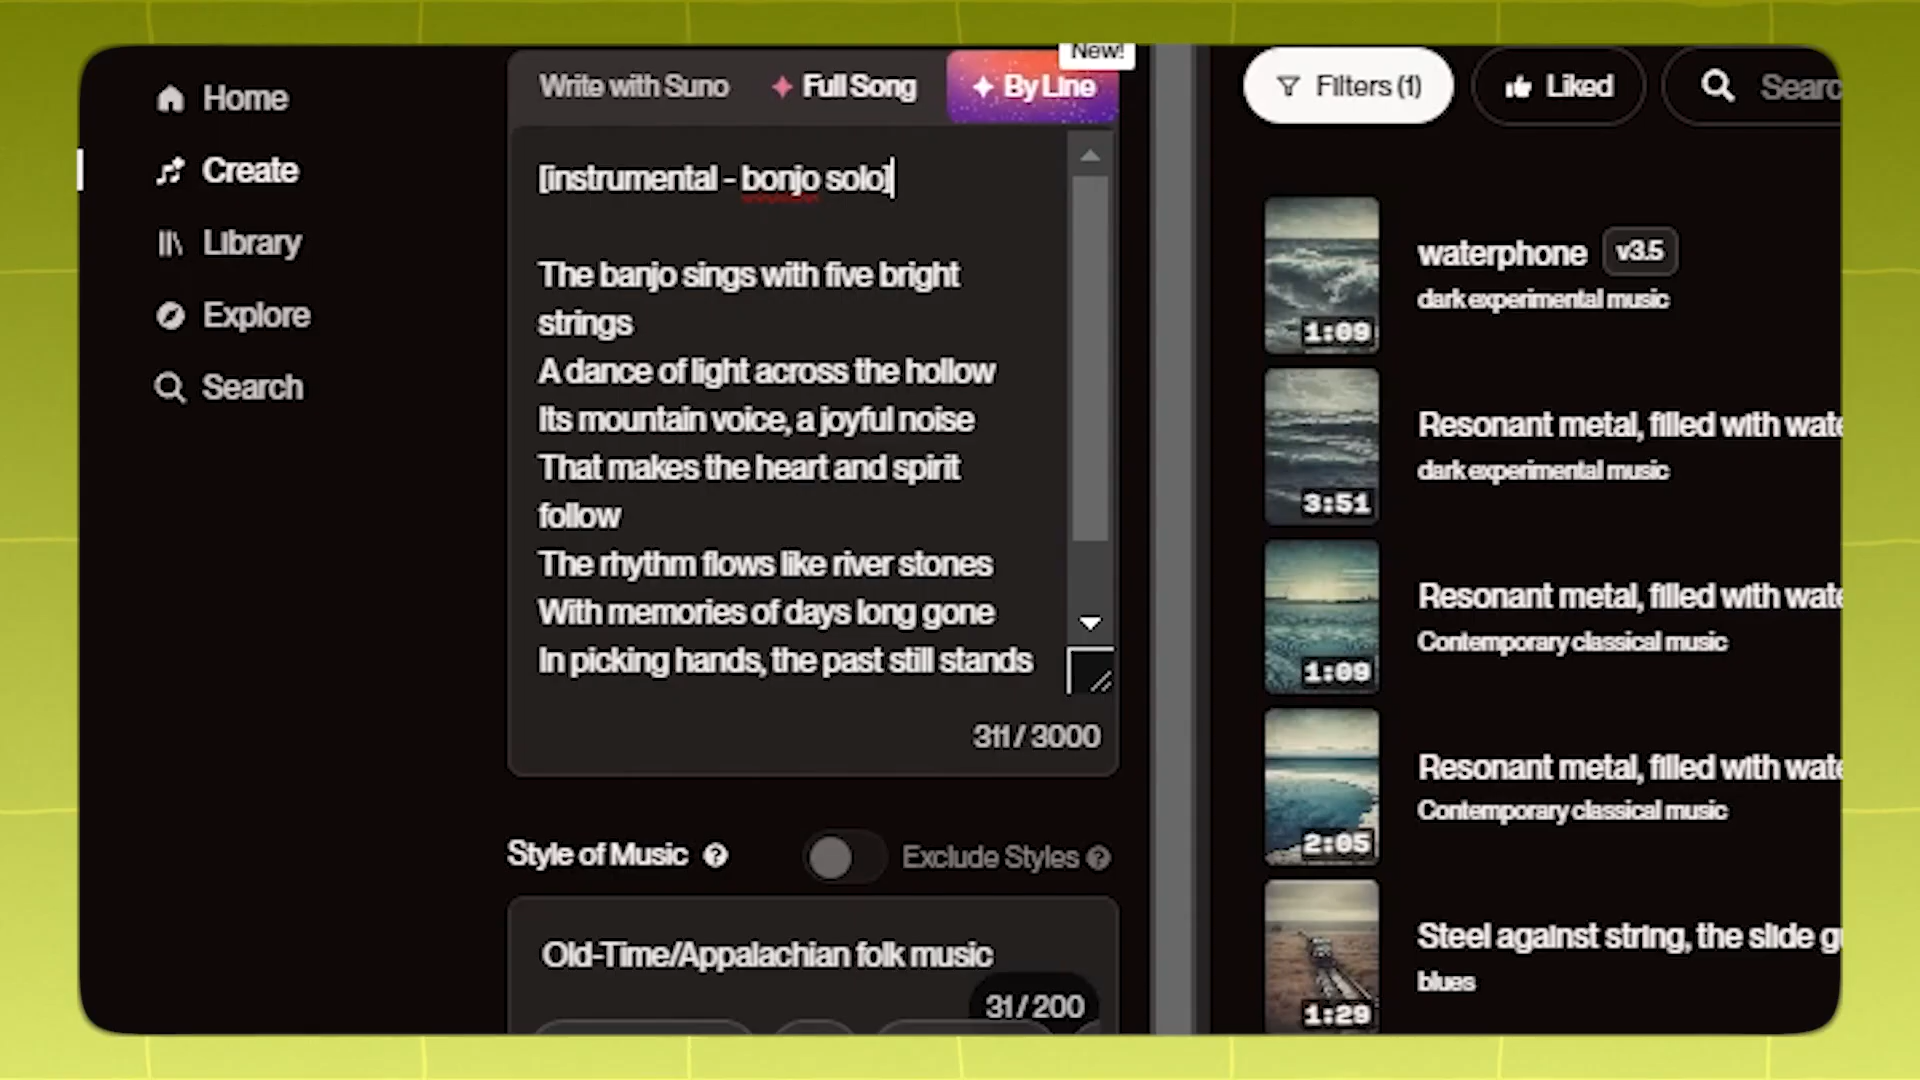 Home
Create
Library
Explore
Search
New!
Write with Suno
Full Song
By Line
[instrumental - bonjo solo]
The banjo sings with five bright
strings
A dance of light across the hollow
Its mountain voice, a joyful noise
That makes the heart and spirit
follow
The rhythm flows like river stones
With memories of days long gone
In picking hands, the past still stands
311 / 3000
Style of Music
Exclude Styles
Old-Time/Appalachian folk music
31 / 200
Filters (1)
Liked
Searc
waterphone v3.5
dark experimental music
1:09
Resonant metal, filled with wate
dark experimental music
3:51
Resonant metal, filled with wate
Contemporary classical music
1:09
Resonant metal, filled with wate
Contemporary classical music
2:05
Steel against string, the slide g
blues
1:29